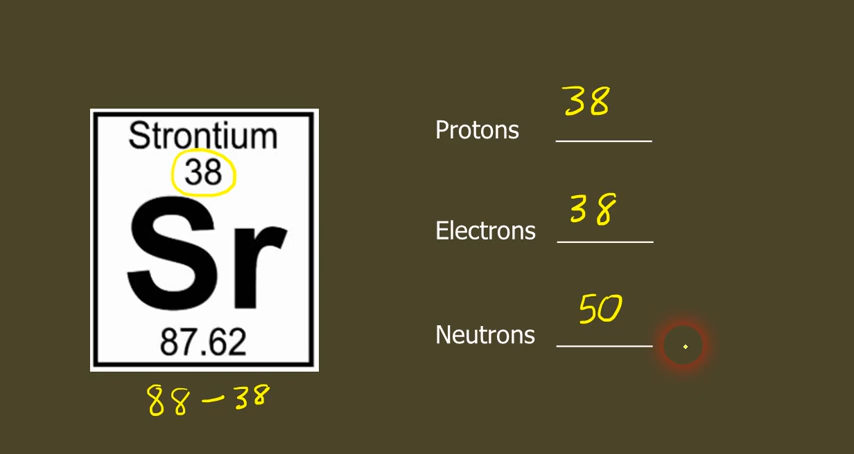 Strontium
38
Sr
87.62
88 – 38
Protons 38
Electrons 38
Neutrons 50